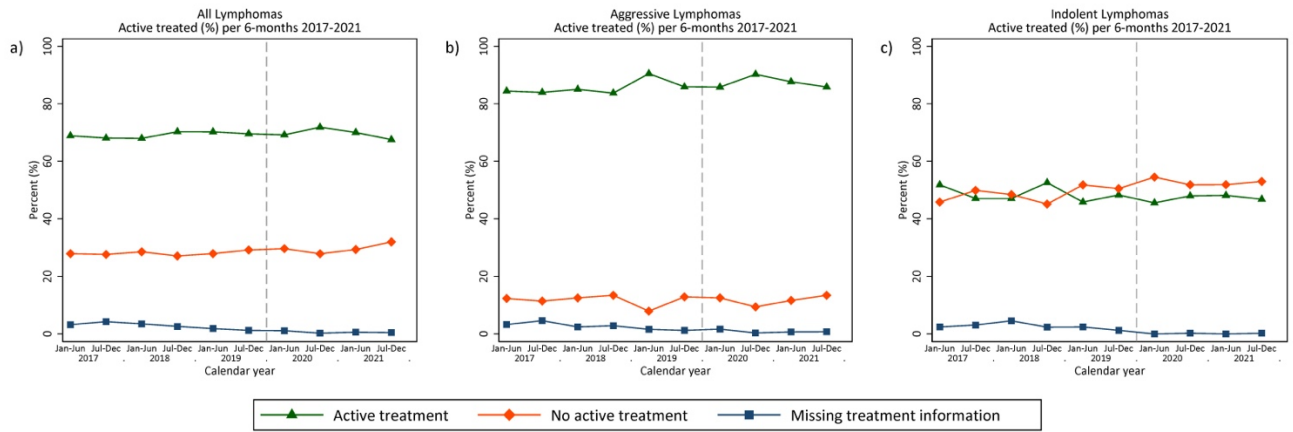 All Lymphomas
Active treated (%) per 6-months 2017-2021
a)
100
80
60
40
20
0
Percent (%)
Jan-Jun Jul-Dec Jan-Jun Jul-Dec Jan-Jun Jul-Dec Jan-Jun Jul-Dec Jan-Jun Jul-Dec
2017 . 2018 . 2019 . 2020 . 2021 .
Calendar year
Aggressive Lymphomas
Active treated (%) per 6-months 2017-2021
b)
100
80
60
40
20
0
Percent (%)
Jan-Jun Jul-Dec Jan-Jun Jul-Dec Jan-Jun Jul-Dec Jan-Jun Jul-Dec Jan-Jun Jul-Dec
2017 . 2018 . 2019 . 2020 . 2021 .
Calendar year
Indolent Lymphomas
Active treated (%) per 6-months 2017-2021
c)
100
80
60
40
20
0
Percent (%)
Jan-Jun Jul-Dec Jan-Jun Jul-Dec Jan-Jun Jul-Dec Jan-Jun Jul-Dec Jan-Jun Jul-Dec
2017 . 2018 . 2019 . 2020 . 2021 .
Calendar year
Active treatment No active treatment Missing treatment information